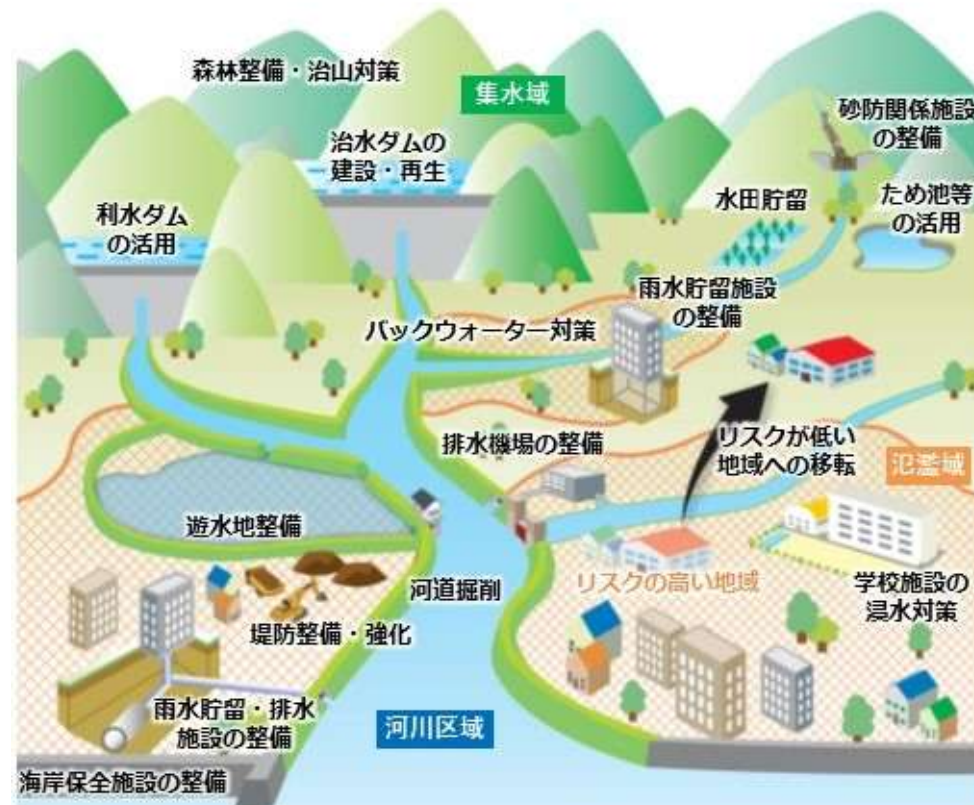 森林整備・治山対策
集水域
砂防関係施設
の整備
治水ダムの
建設・再生
水田貯留
ため池等
の活用
利水ダム
の活用
雨水貯留施設
の整備
バックウォーター対策
排水機場の整備
リスクが低い
地域への移転
氾濫域
遊水地整備
河道掘削
リスクの高い地域
学校施設の
浸水対策
堤防整備・強化
雨水貯留・排水
施設の整備
河川区域
海岸保全施設の整備